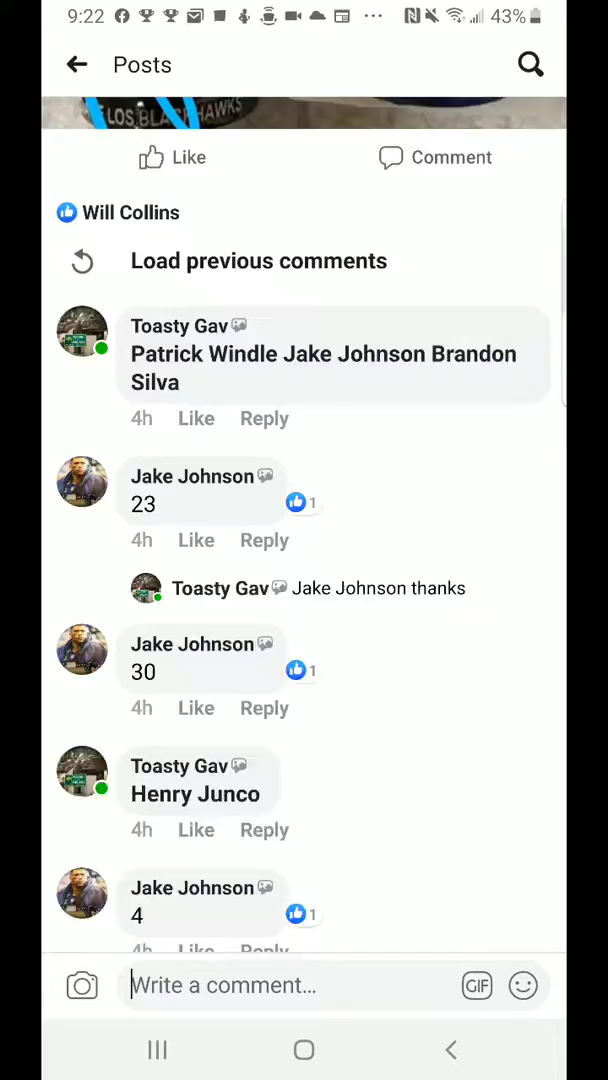 9:22
43%
Posts
LOS BLACKHAWKS
Like
Comment
Will Collins
Load previous comments
Toasty Gav
Patrick Windle Jake Johnson Brandon
Silva
4h Like Reply
Jake Johnson
23
1
4h Like Reply
Toasty Gav Jake Johnson thanks
Jake Johnson
30
1
4h Like Reply
Toasty Gav
Henry Junco
4h Like Reply
Jake Johnson
4
1
4h Like Reply
Write a comment...
GIF